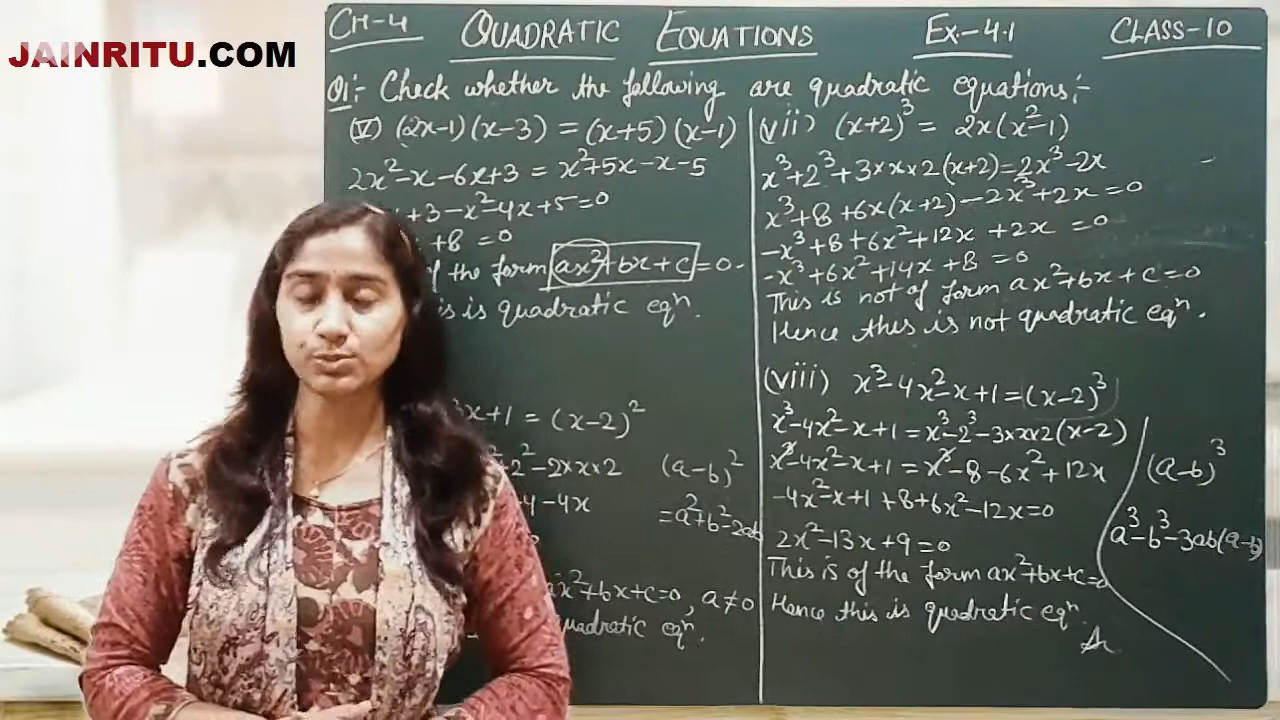 JAINRITU.COM
CH-4 QUADRATIC EQUATIONS Ex.-4.1 CLASS-10
Q1:- Check whether the following are quadratic equations:-
(V) (2x-1)(x-3) = (x+5)(x-1)
2x²-x-6x+3 = x²+5x-x-5
+3-x²-4x+5=0
+8=0
of the form ax²+bx+c=0
is quadratic eqⁿ.
x+1 = (x-2)²
+2²-2×x×2
-4x
(a-b)²
=a²+b²-2ab
ax²+bx+c=0, a≠0
quadratic eqⁿ.
(vii) (x+2)³ = 2x(x²-1)
x³+2³+3×x×2(x+2)=2x³-2x
x³+8+6x(x+2)-2x³+2x=0
-x³+8+6x²+12x+2x=0
-x³+6x²+14x+8=0
This is not of form ax²+bx+c=0
Hence this is not quadratic eqⁿ.
(viii) x³-4x²-x+1=(x-2)³
x³-4x²-x+1=x³-2³-3×x×2(x-2)
x³-4x²-x+1=x³-8-6x²+12x
-4x²-x+1+8+6x²-12x=0
2x²-13x+9=0
This is of the form ax²+bx+c=0
Hence this is quadratic eqⁿ.
(a-b)³
a³-b³-3ab(a-b)